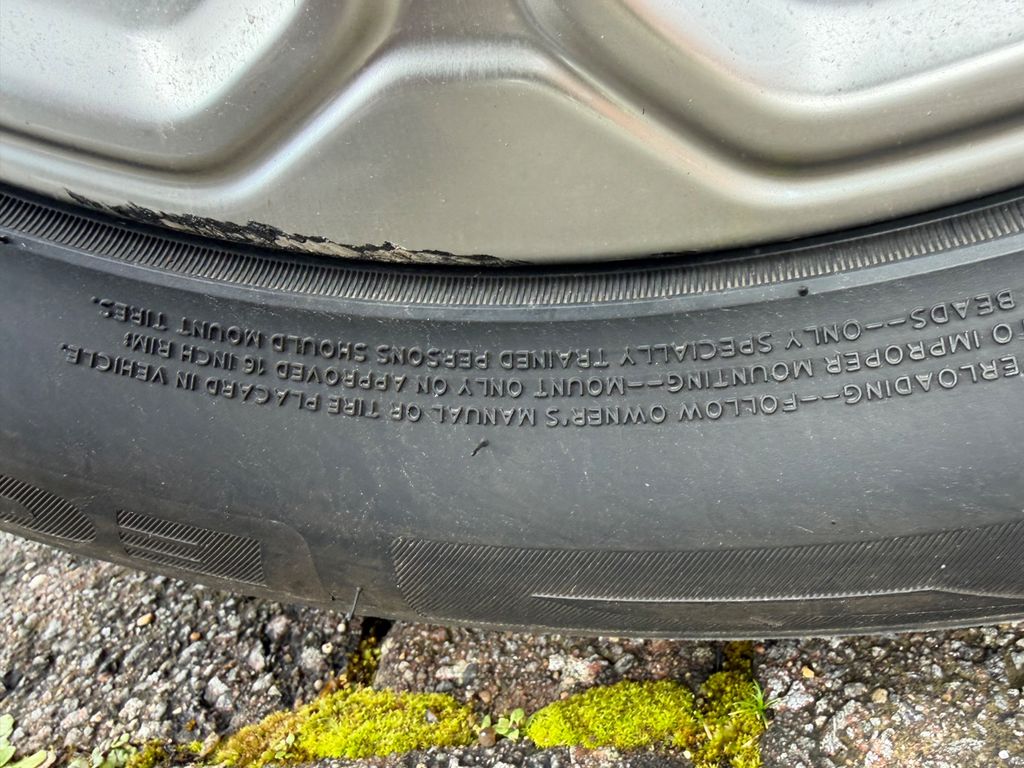 ERLOADING--FOLLOW OWNER'S MANUAL OR TIRE PLACARD IN VEHICLE.
TO IMPROPER MOUNTING--MOUNT ONLY ON APPROVED 16 INCH RIM:
BEADS--ONLY SPECIALLY TRAINED PERSONS SHOULD MOUNT TIRES.